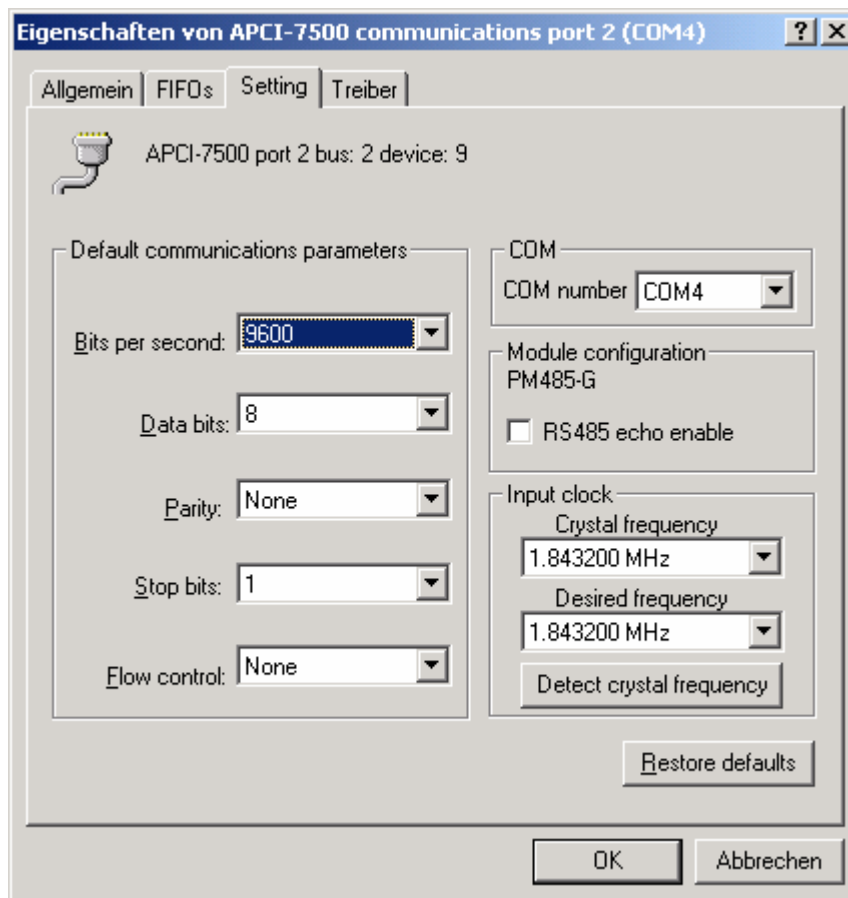 Eigenschaften von APCI-7500 communications port 2 (COM4)
Allgemein
FIFOs
Setting
Treiber
APCI-7500 port 2 bus: 2 device: 9
Default communications parameters
Bits per second: 9600
Data bits: 8
Parity: None
Stop bits: 1
Flow control: None
COM
COM number COM4
Module configuration
PM485-G
RS485 echo enable
Input clock
Crystal frequency
1.843200 MHz
Desired frequency
1.843200 MHz
Detect crystal frequency
Restore defaults
OK
Abbrechen